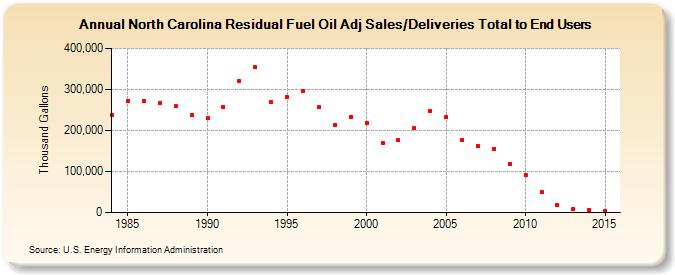 Annual North Carolina Residual Fuel Oil Adj Sales/Deliveries Total to End Users
Thousand Gallons
400,000
300,000
200,000
100,000
0
1985 1990 1995 2000 2005 2010 2015
Source: U.S. Energy Information Administration